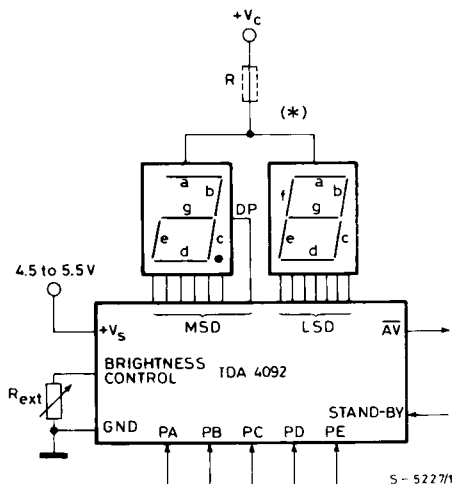 +Vc
R
(*)
a b g e d c DP
a f b g e d c
4.5 to 5.5 V
MSD LSD
+Vs
AV
BRIGHTNESS
CONTROL
TDA 4092
Rext
STAND-BY
GND PA PB PC PD PE
S-5227/1